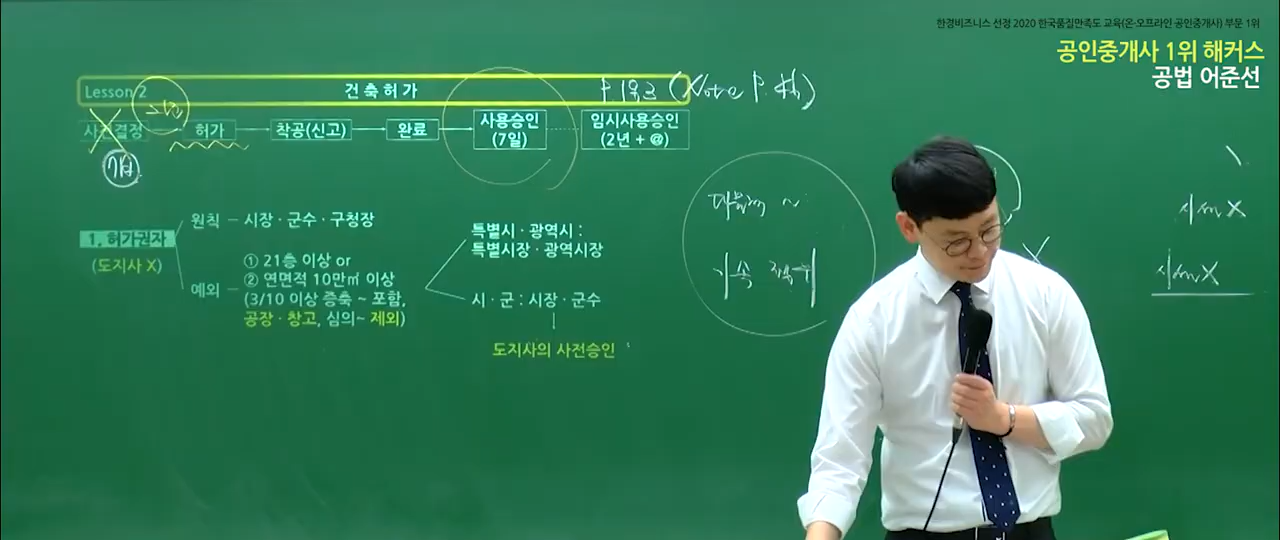 한경비즈니스 선정 2020 한국품질만족도 교육(온·오프라인 공인중개사) 부문 1위
공인중개사 1위 해커스
공법 어준선
Lesson 2
건축허가
사전결정
허가
착공(신고)
완료
사용승인
(7일)
임시사용승인
(2년 + @)
1. 허가권자
(도지사 X)
원칙 – 시장 · 군수 · 구청장
예외
① 21층 이상 or
② 연면적 10만㎡ 이상
(3/10 이상 증축 ~ 포함,
공장 · 창고, 심의~ 제외)
특별시 · 광역시 :
특별시장 · 광역시장
시 · 군 : 시장 · 군수
도지사의 사전승인